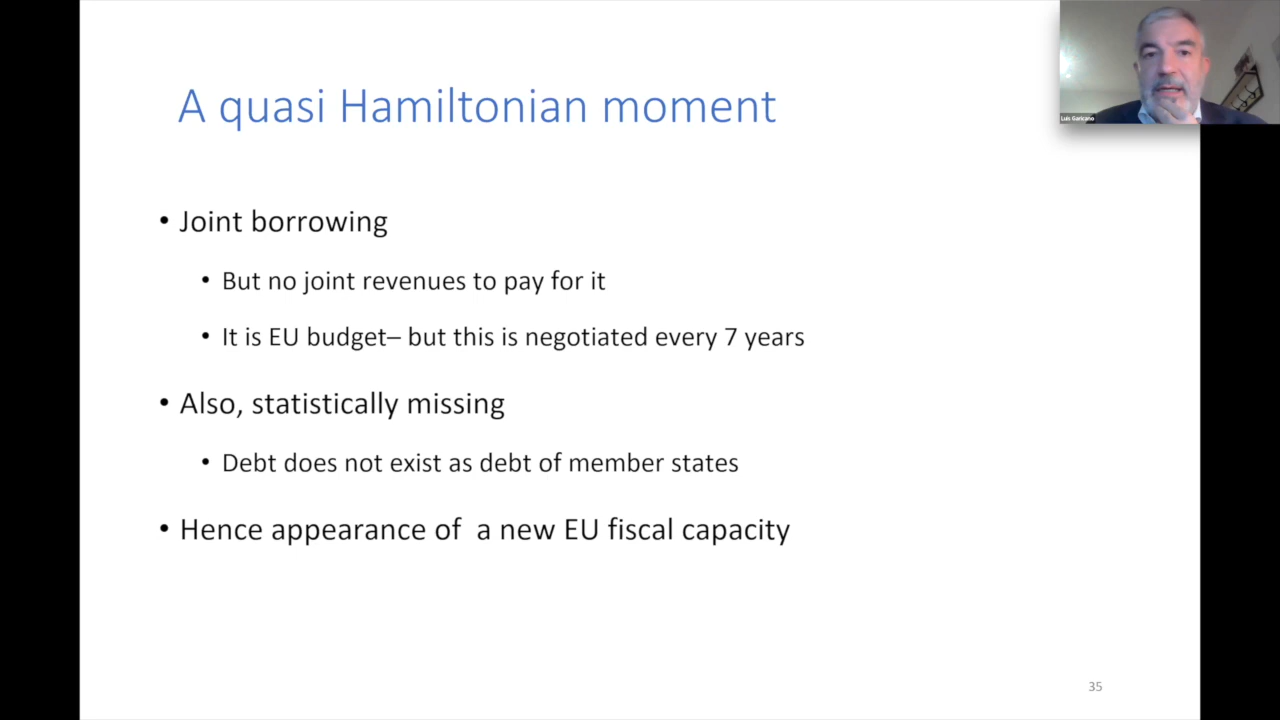 A quasi Hamiltonian moment
Luis Garicano
• Joint borrowing
• But no joint revenues to pay for it
• It is EU budget– but this is negotiated every 7 years
• Also, statistically missing
• Debt does not exist as debt of member states
• Hence appearance of  a new EU fiscal capacity
35